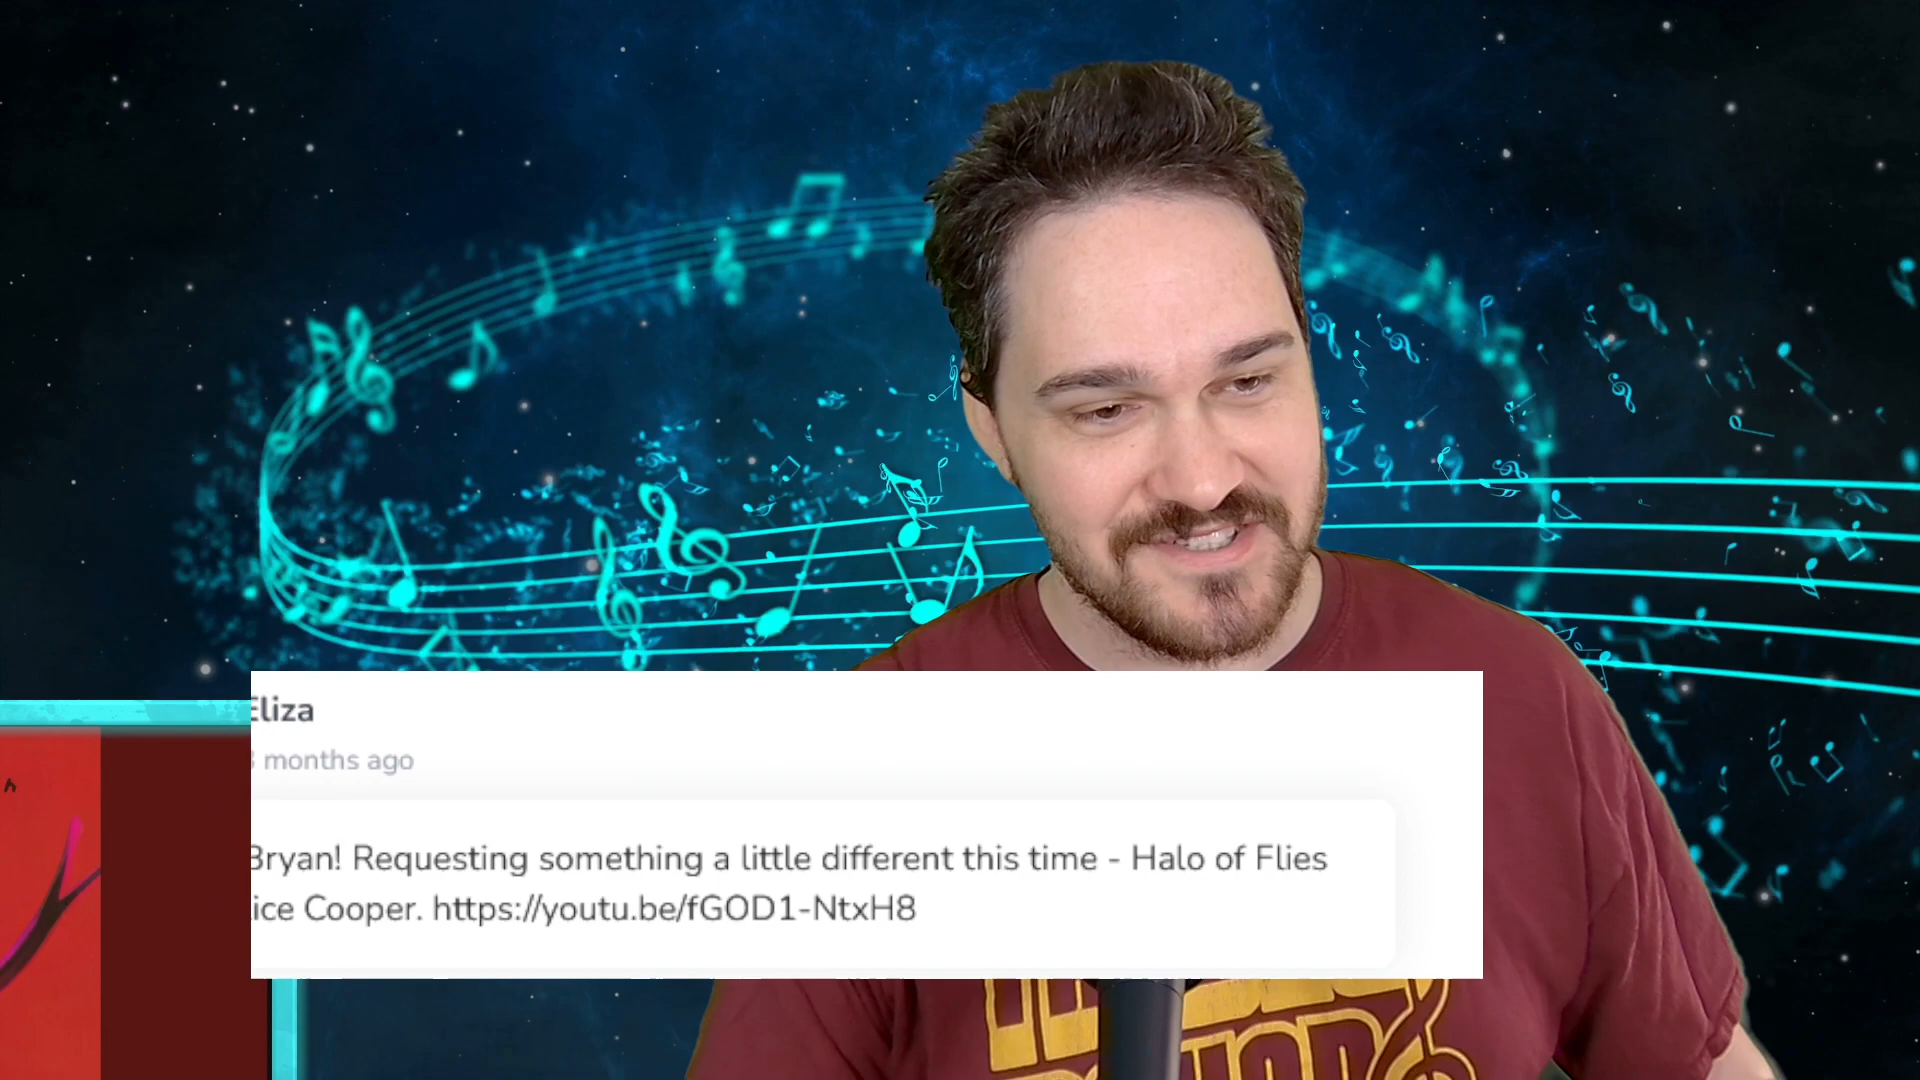 Eliza
months ago
Bryan! Requesting something a little different this time - Halo of Flies
ice Cooper. https://youtu.be/fGOD1-NtxH8